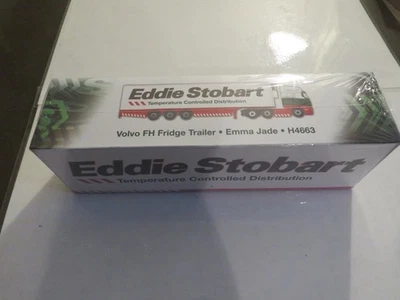 Eddie Stobart
Temperature Controlled Distribution
Volvo FH Fridge Trailer • Emma Jade • H4663
Eddie Stobart
Temperature Controlled Distribution